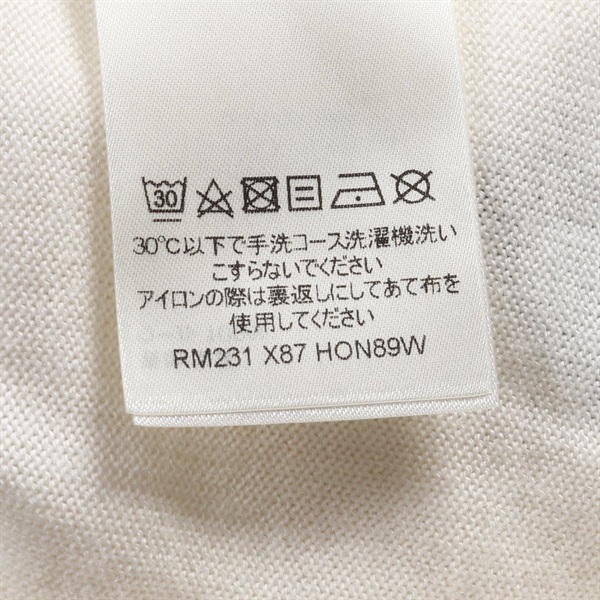 30
30℃以下で手洗コース洗濯機洗い
こすらないでください
アイロンの際は裏返しにしてあて布を
使用してください
RM231 X87 HON89W